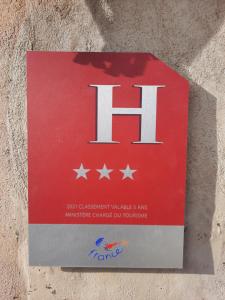 H
2021 CLASSEMENT VALABLE 5 ANS
MINISTÈRE CHARGÉ DU TOURISME
france